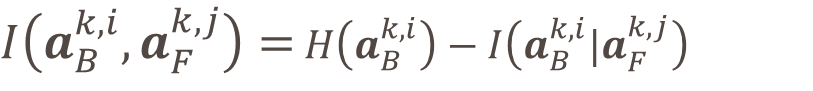 I(a_B^{k,i}, a_F^{k,j}) = H(a_B^{k,i}) − I(a_B^{k,i}|a_F^{k,j})